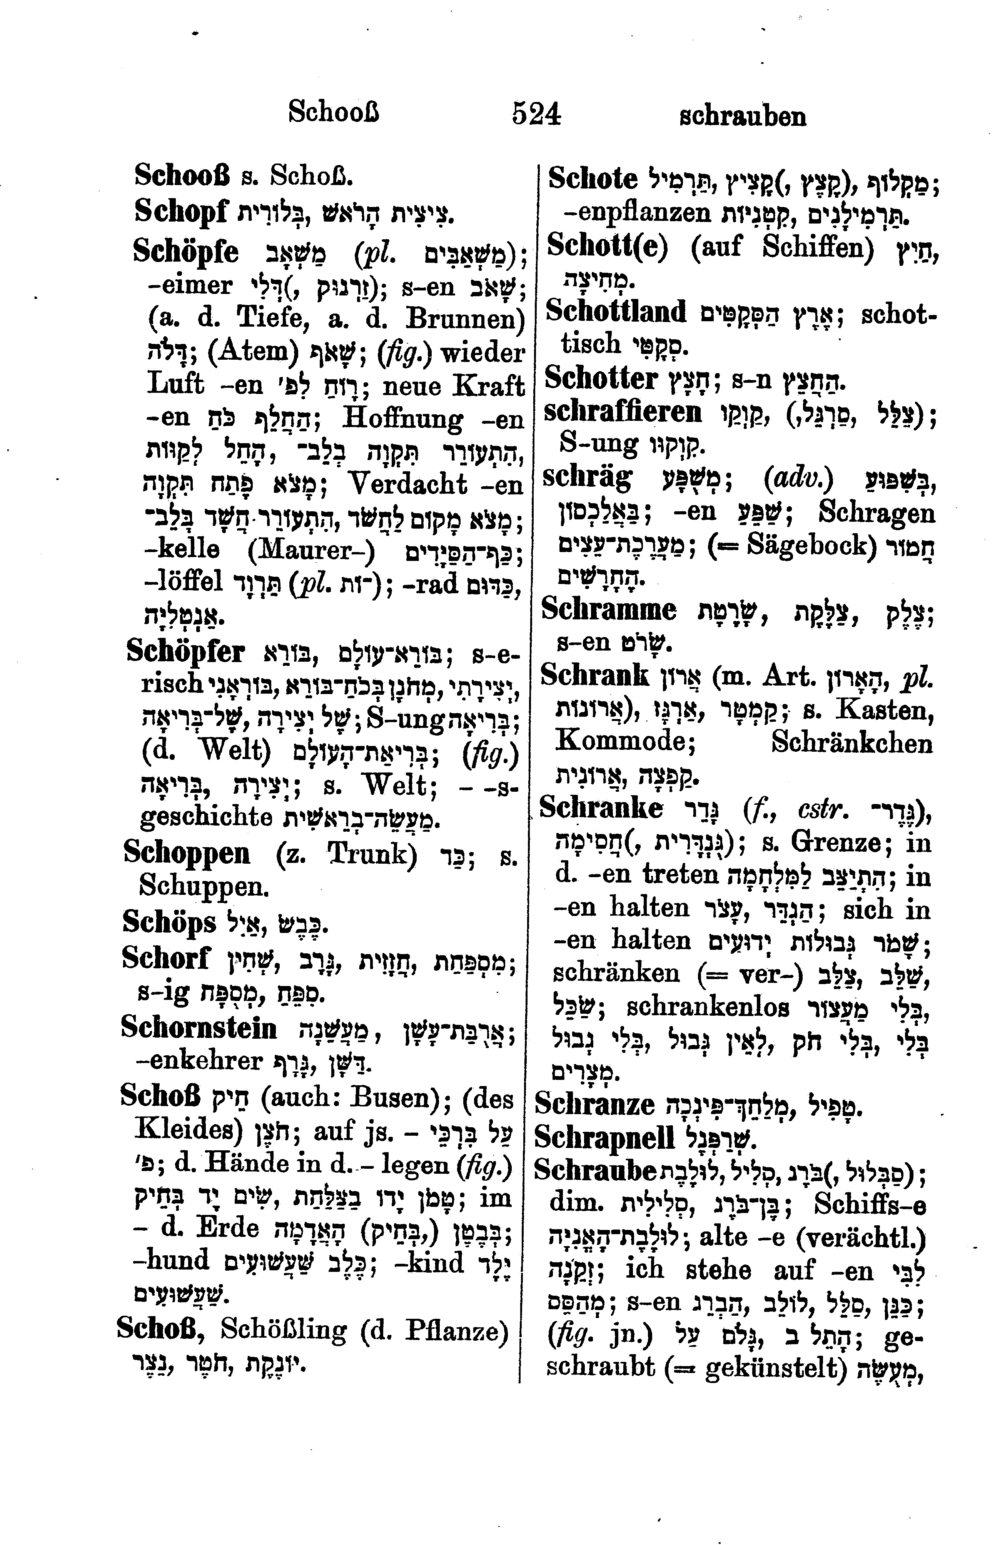 Schooß 524 schrauben
Schooß s. Schoß.
Schopf צִיצִית הָרֹאשׁ, בְּלוֹרִית.
Schöpfe מַשְׁאָב (pl. מַשְׁאַבִּים);
-eimer דְּלִי (, זַרְנוּק); s-en שָׁאֹב;
(a. d. Tiefe, a. d. Brunnen)
דָּלֹה; (Atem) שָׁאֹף; (fig.) wieder
Luft -en רָוַח לְפ'; neue Kraft
-en הַחֲלֵף כֹּחַ; Hoffnung -en
הִתְעוֹרֵר תִּקְוָה בְּלֵב־, הָחֵל לְקַוּוֹת,
מָצֹא פֶתַח תִּקְוָה; Verdacht -en
מָצֹא מָקוֹם לַחְשֹׁד, הִתְעוֹרֵר חֲשָׁד בְּלֵב־;
-kelle (Maurer-) כַּף־הַסַּיָּדִים;
-löffel תַּרְוָד (pl. ־וֹת); -rad כַּדּוּם,
אַנְטִלְיָה.
Schöpfer בּוֹרֵא, בּוֹרֵא־עוֹלָם; s-e-
risch יְצִירָתִי, מְחֹנָן בְּכֹחַ־בּוֹרֵא, בּוֹרְאָנִי,
שֶׁל יְצִירָה, שֶׁל־בְּרִיאָה; S-ung בְּרִיאָה;
(d. Welt) בְּרִיאַת־הָעוֹלָם; (fig.)
יְצִירָה, בְּרִיאָה; s. Welt; - -s-
geschichte מַעֲשֵׂה־בְרֵאשִׁית.
Schoppen (z. Trunk) כַּד; s.
Schuppen.
Schöps כֶּבֶשׂ, אַיִל.
Schorf שְׁחִין, גָּרָב, חֲזָזִית, מִסְפַּחַת;
s-ig סַפַּח, מְסֻפָּח.
Schornstein מַעֲשֵׁנָה, אֲרֻבַּת־עָשָׁן;
-enkehrer גָּרָף, דַּשָּׁן.
Schoß חֵיק (auch: Busen); (des
Kleides) חֹצֶן; auf js. - עַל בִּרְכֵּי
פ'; d. Hände in d. - legen (fig.)
טָמֹן יָדוֹ בַצַּלַּחַת, שִׂים יָד בְּחֵיק; im
- d. Erde בְּבֶטֶן (, בְּחֵיק) הָאֲדָמָה;
-hund כֶּלֶב שַׁעֲשׁוּעִים; -kind יֶלֶד
שַׁעֲשׁוּעִים.
Schoß, Schößling (d. Pflanze)
יוֹנֶקֶת, חֹטֶר, נֵצֶר.
Schote תַּרְמִיל (קֶצֶץ, קָצִיץ), מַקְלוּף;
-enpflanzen קִטְנִיּוֹת, תַּרְמִילָנִים.
Schott(e) (auf Schiffen) חַיִץ,
מְחִיצָה.
Schottland אֶרֶץ הַסְּקָטִים; schot-
tisch סְקָטִי.
Schotter חָצָץ; s-n הַחֲצֵץ.
schraffieren קַוְקֵו (, סַרְגֵּל, צַלֵּל);
S-ung קִוְקוּו.
schräg מְשֻׁפָּע; (adv.) בְּשִׁפּוּעַ,
בַּאֲלַכְסוֹן; -en שַׁפַּע; Schragen
מַעֲרֶכֶת־עֵצִים; (= Sägebock) חֲמוֹר
הֶחָרָשִׁים.
Schramme שָׂרֶטֶת, צַלֶּקֶת, צֶלֶק;
s-en שָׂרֹט.
Schrank אֲרוֹן (m. Art. הָאָרוֹן, pl.
אֲרוֹנוֹת), אַרְגָּז, קִמְטָר; s. Kasten,
Kommode; Schränkchen
אֲרוֹנִית, קֻפְצָה.
Schranke גָּדֵר (f., cstr. גֶּדֶר־),
חֲסִימָה (, גְּנִדָּרִית); s. Grenze; in
d. -en treten הִתְיַצֵּב לַמִּלְחָמָה; in
-en halten עָצֹר, הַגְדֵּר; sich in
-en halten שָׁמֹר גְּבוּלוֹת יְדוּעִים;
schränken (= ver-) שַׁלֵּב, צַלֵּב,
שַׂכֵּל; schrankenlos בְּלִי מַעֲצוֹר,
בְּלִי, בְּלִי חֹק, לְאֵין גְּבוּל, בְּלִי גְבוּל
מְצָרִים.
Schranze מְלַחֵךְ־פִּינְכָה, טָפִיל.
Schrapnell שְׁרַפְּנֶל.
Schraube בֹּרֶג, סְלִיל, לוּלֶבֶת (, סַבְּלוּל);
dim. בֶּן־בֹּרֶג, סְלִילִית; Schiffs-e
לוּלֶבֶת־הָאֳנִיָּה; alte -e (verächtl.)
זְקֵנָה; ich stehe auf -en לִבִּי
מְהַסֵּס; s-en הַבְרֵג, לוֹלֵב, סַלֵּל, כַּנֵּן;
(fig. jn.) הָתֵל ב, גַּלֵּם עַל; ge-
schraubt (= gekünstelt) מְעֻשֶּׂה,